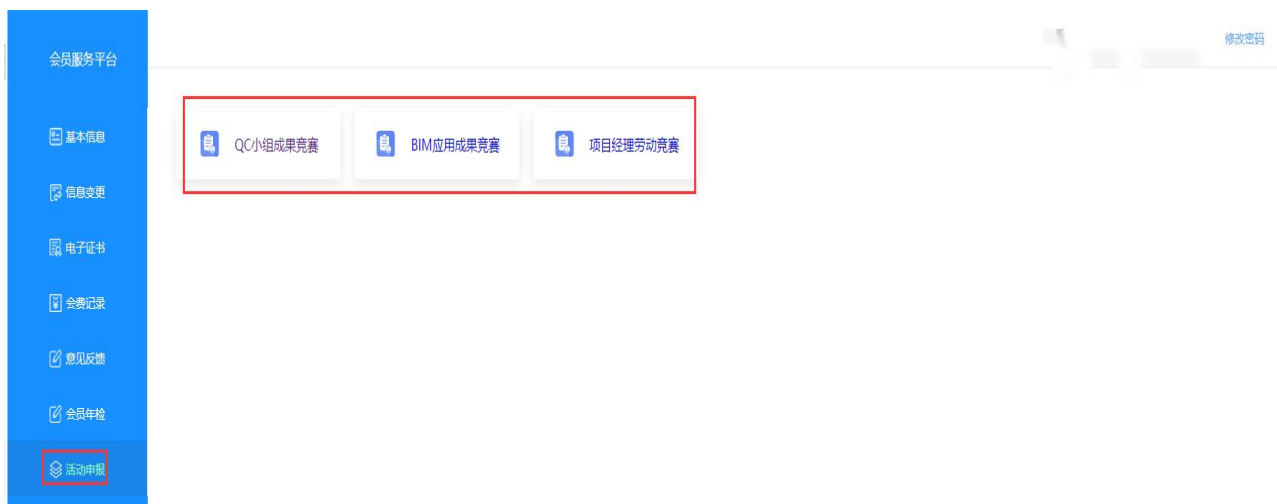 修改密码
会员服务平台
基本信息
信息变更
电子证书
会费记录
意见反馈
会员年检
活动申报
QC小组成果竞赛
BIM应用成果竞赛
项目经理劳动竞赛